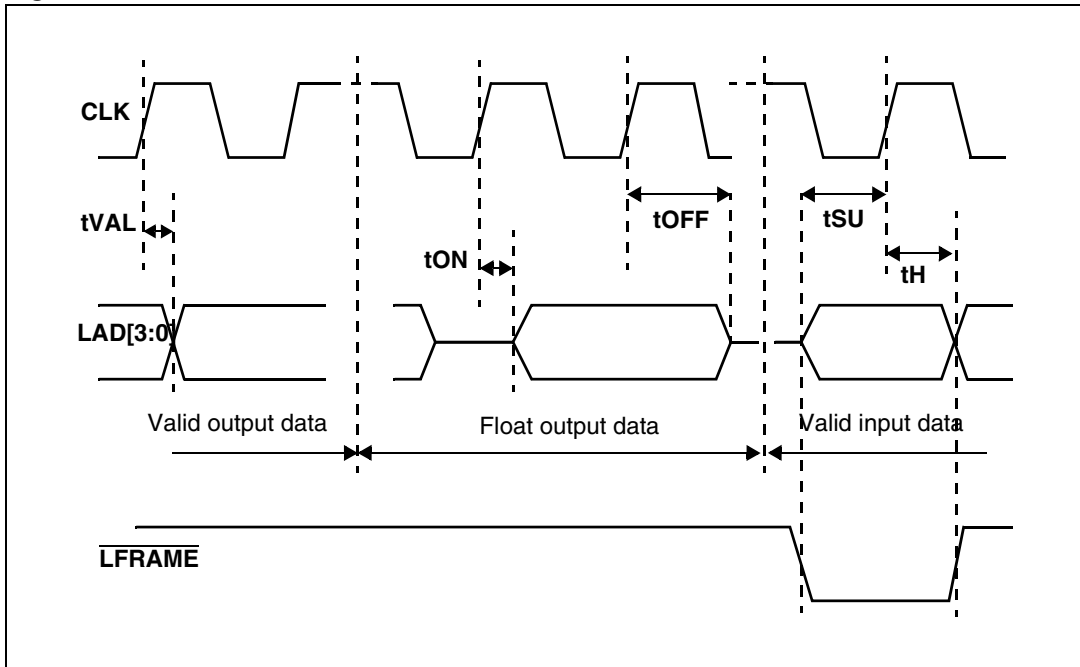 CLK
tVAL
tOFF
tSU
tON
tH
LAD[3:0
Valid output data
Float output data
Valid input data
LFRAME